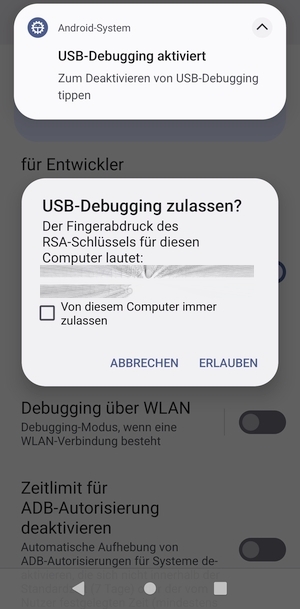 Android-System
USB-Debugging aktiviert
Zum Deaktivieren von USB-Debugging
tippen
für Entwickler
USB-Debugging zulassen?
Der Fingerabdruck des
RSA-Schlüssels für diesen
Computer lautet:
Von diesem Computer immer
zulassen
ABBRECHEN ERLAUBEN
Debugging über WLAN
Debugging-Modus, wenn eine
WLAN-Verbindung besteht
Zeitlimit für
ADB-Autorisierung
deaktivieren
Automatische Aufhebung von
ADB-Autorisierungen für Systeme de-